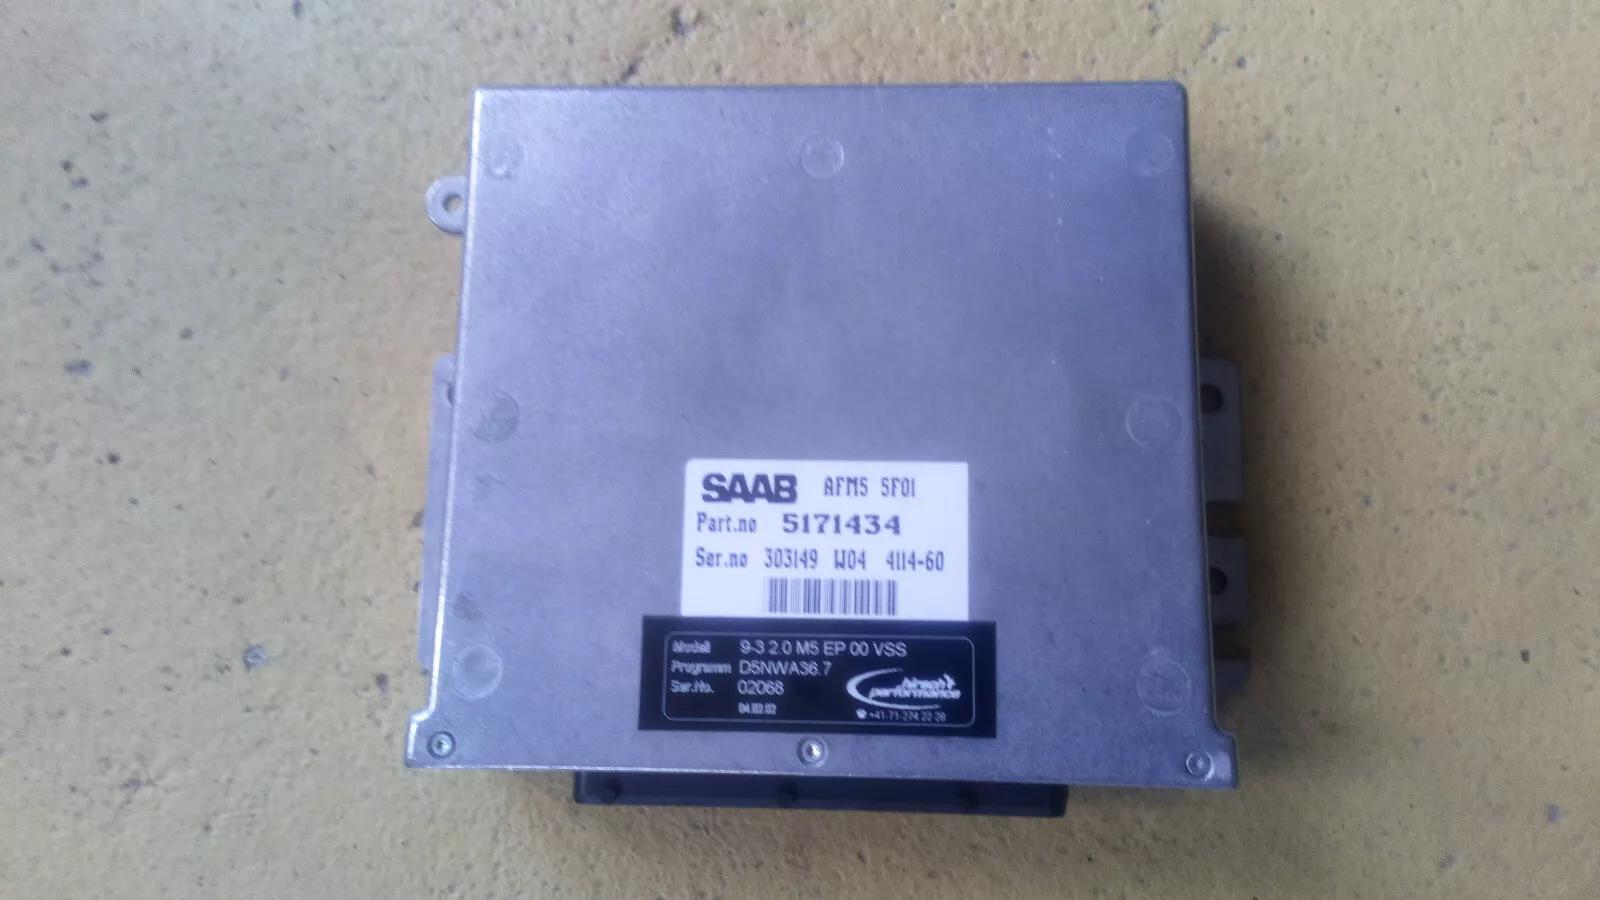 SAAB AFM5 5F01
Part.no 5171434
Ser.no 303149 W04 4114-60
Modell 9-3 2.0 M5 EP 00 VSS
Programm D5NWA36.7
Ser.No. 02068
04.03.02
hirsch
performance
☎ +41-71-274 22 28